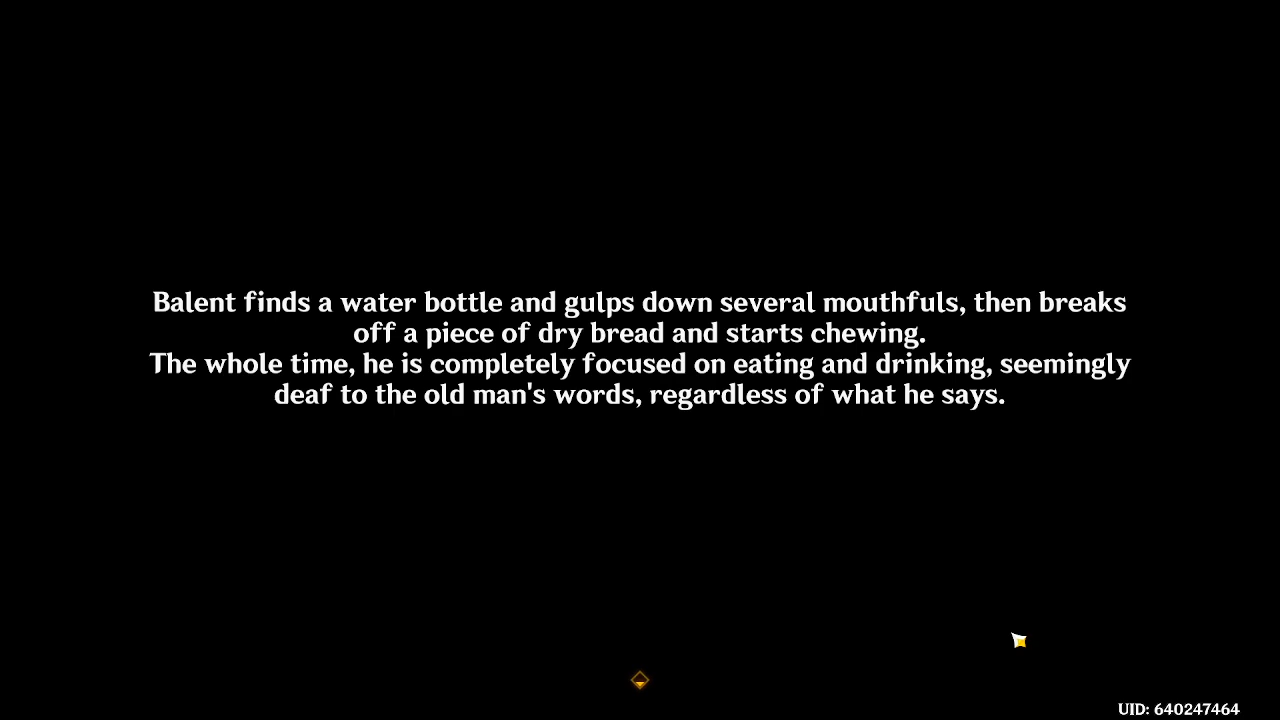 Balent finds a water bottle and gulps down several mouthfuls, then breaks
off a piece of dry bread and starts chewing.
The whole time, he is completely focused on eating and drinking, seemingly
deaf to the old man's words, regardless of what he says.
UID: 640247464